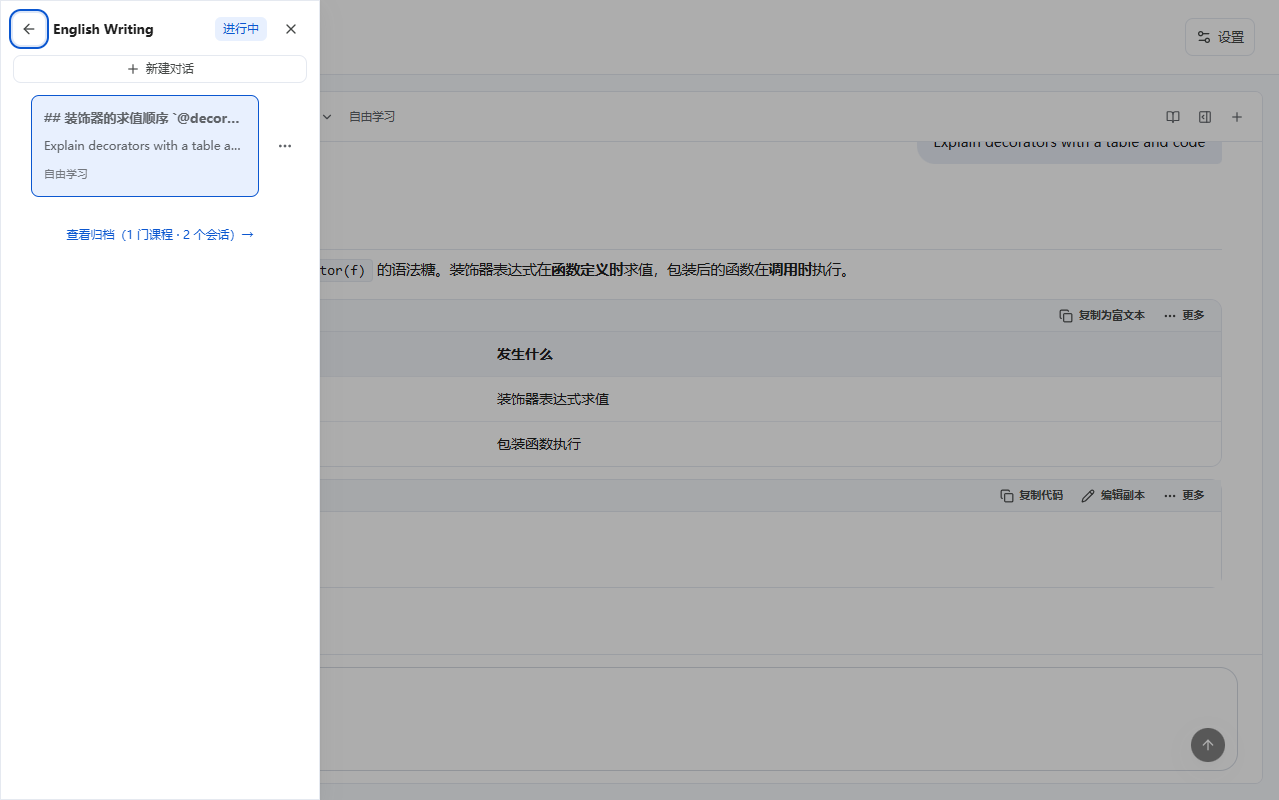 English Writing
进行中
新建对话
## 装饰器的求值顺序 `@decor...
Explain decorators with a table a...
自由学习
查看归档（1 门课程 · 2 个会话）→
设置
自由学习
Explain decorators with a table and code
tor(f) 的语法糖。装饰器表达式在函数定义时求值，包装后的函数在调用时执行。
复制为富文本
更多
发生什么
装饰器表达式求值
包装函数执行
复制代码
编辑副本
更多